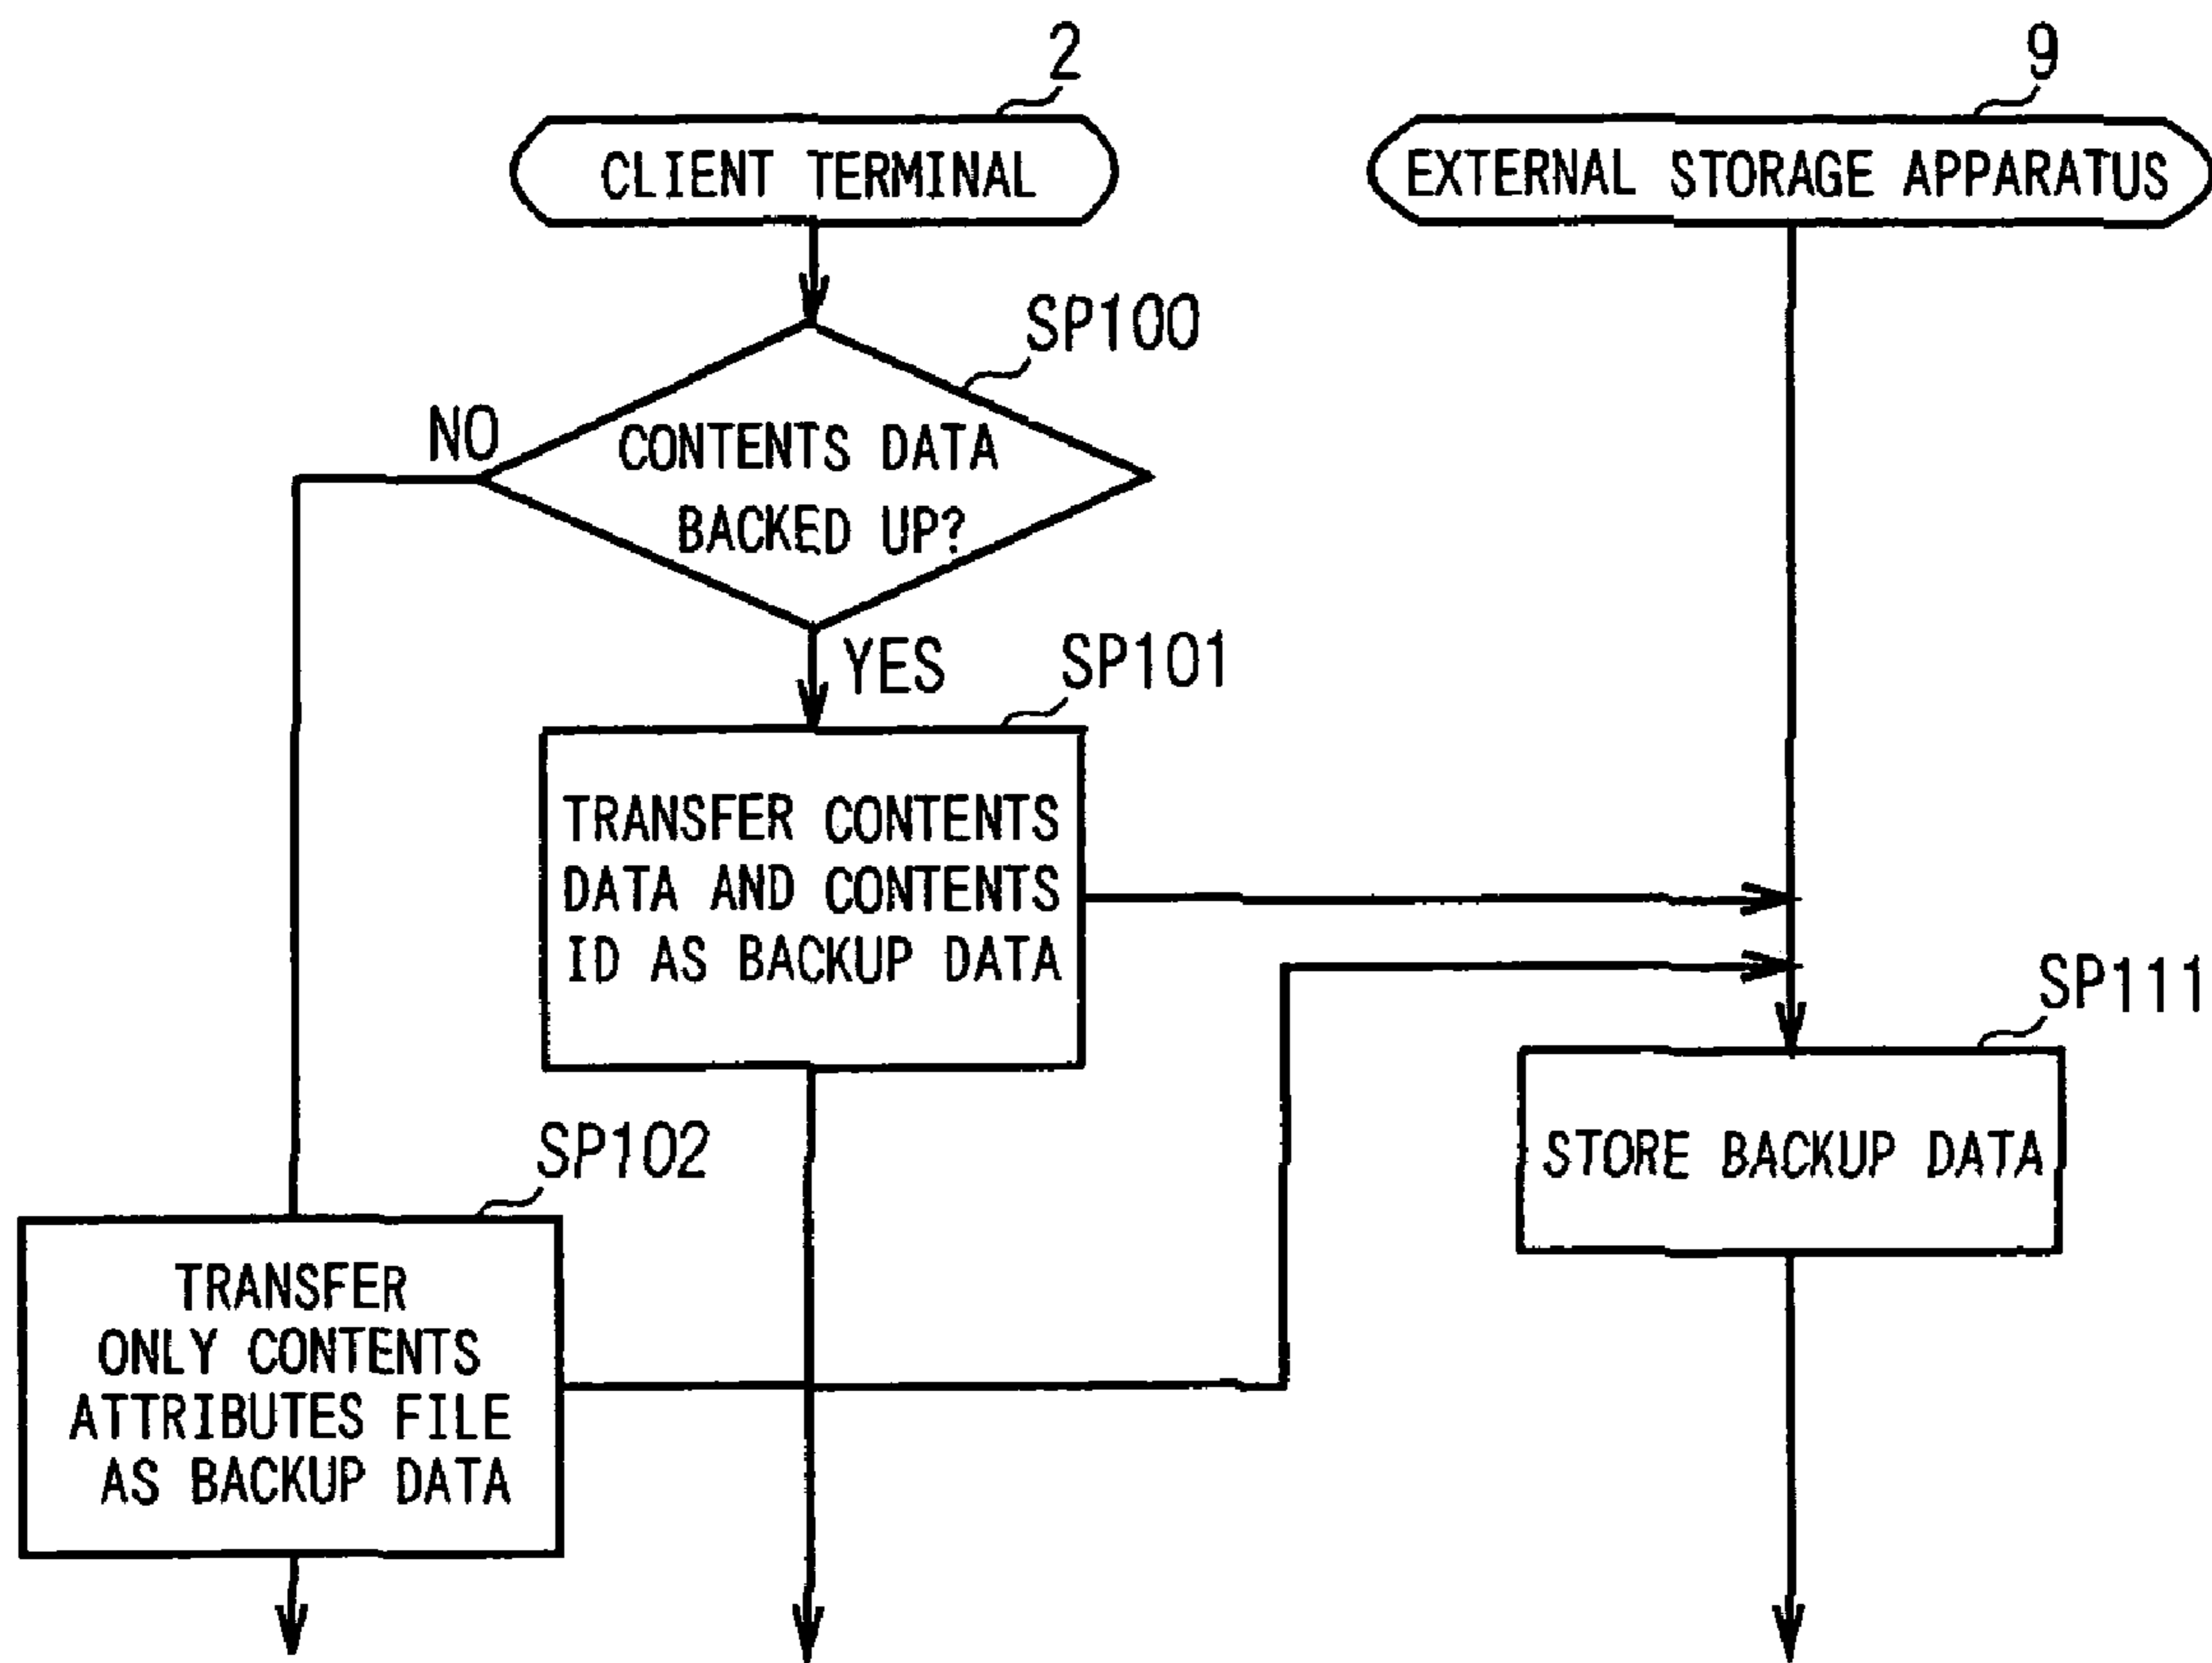 2
9
CLIENT TERMINAL
EXTERNAL STORAGE APPARATUS
SP100
NO
CONTENTS DATA
BACKED UP?
YES
SP101
TRANSFER CONTENTS
DATA AND CONTENTS
ID AS BACKUP DATA
SP111
STORE BACKUP DATA
SP102
TRANSFER
ONLY CONTENTS
ATTRIBUTES FILE
AS BACKUP DATA